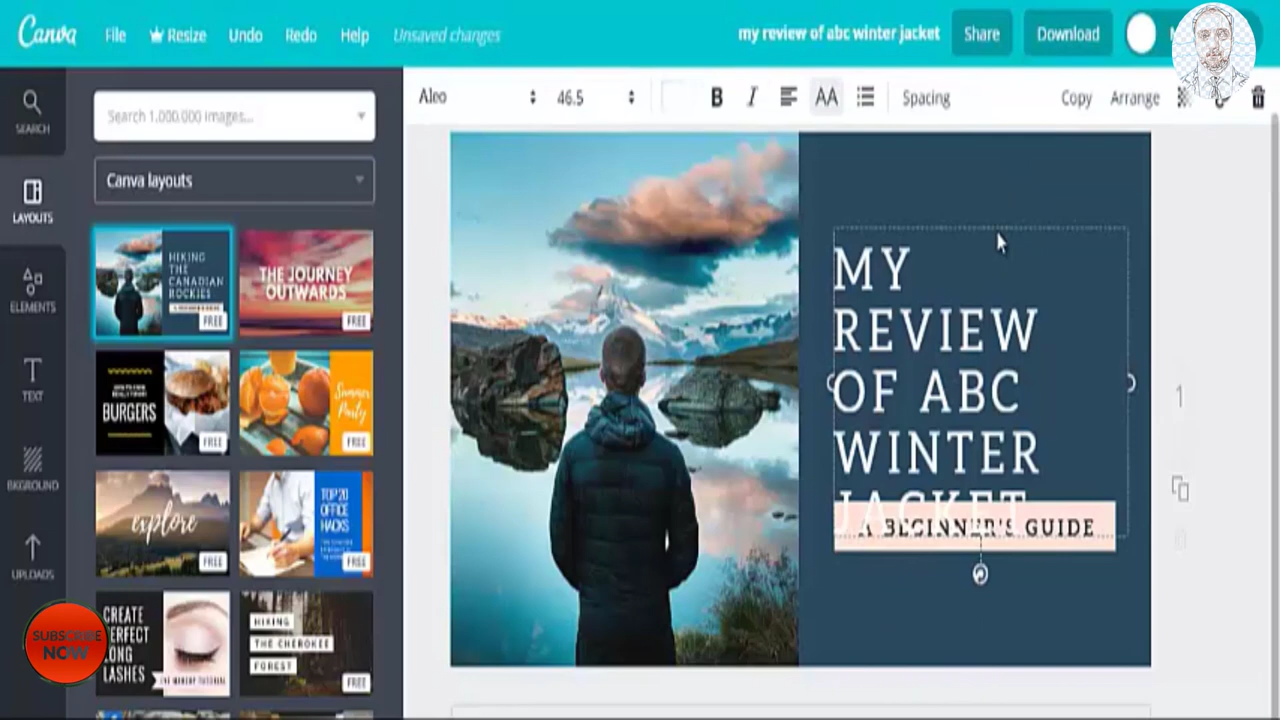 Canva File Resize Undo Redo Help Unsaved changes my review of abc winter jacket Share Download
Aleo 46.5 B I AA Spacing Copy Arrange
SEARCH
LAYOUTS
ELEMENTS
TEXT
BKGROUND
UPLOADS
Search 1,000,000 images...
Canva layouts
HIKING
THE
CANADIAN
ROCKIES
FREE
THE JOURNEY
OUTWARDS
FREE
BURGERS
FREE
Summer
Party
FREE
explore
FREE
TOP 20
OFFICE
HACKS
FREE
CREATE
PERFECT
LONG
LASHES
HIKING
THE CHEROKEE
FOREST
FREE
SUBSCRIBE
NOW
MY
REVIEW
OF ABC
WINTER
JACKET
A BEGINNER'S GUIDE
1